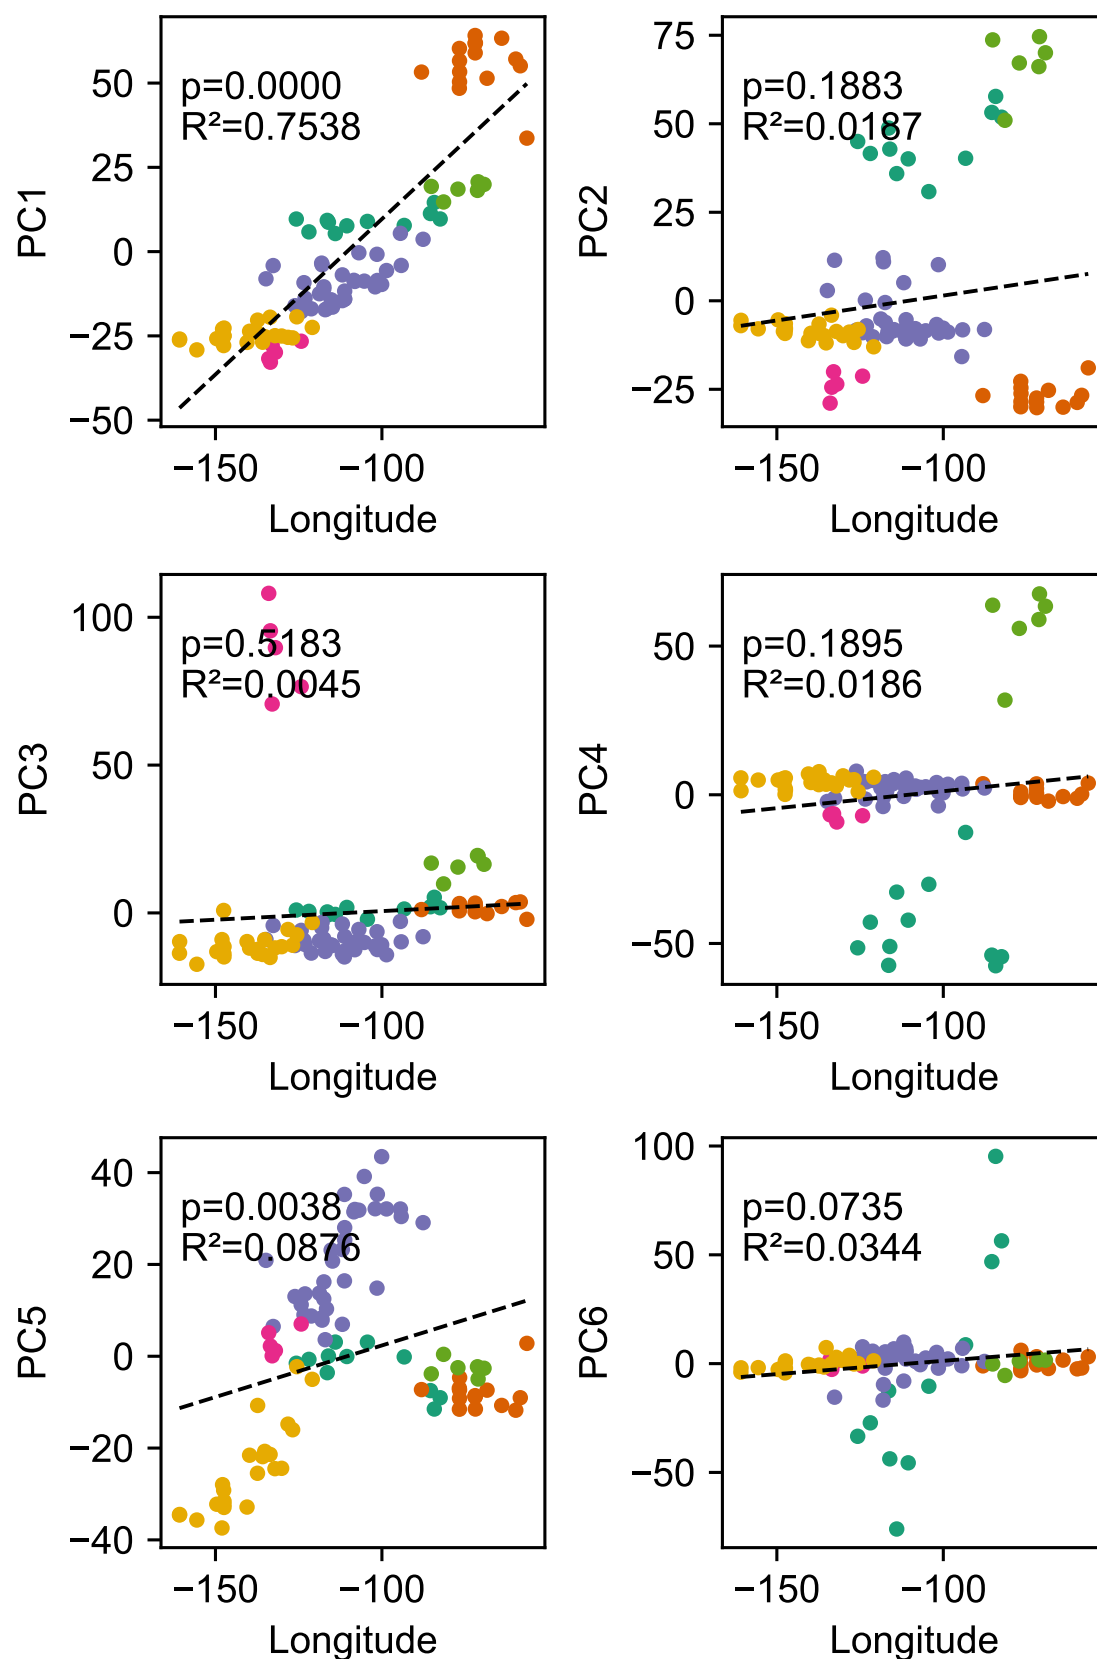 50
25
0
−25
−50
PC1
p=0.0000
R²=0.7538
−150
−100
Longitude
75
50
25
0
−25
PC2
p=0.1883
R²=0.0187
−150
−100
Longitude
100
50
0
PC3
p=0.5183
R²=0.0045
−150
−100
Longitude
50
0
−50
PC4
p=0.1895
R²=0.0186
−150
−100
Longitude
40
20
0
−20
−40
PC5
p=0.0038
R²=0.0876
−150
−100
Longitude
100
50
0
−50
PC6
p=0.0735
R²=0.0344
−150
−100
Longitude